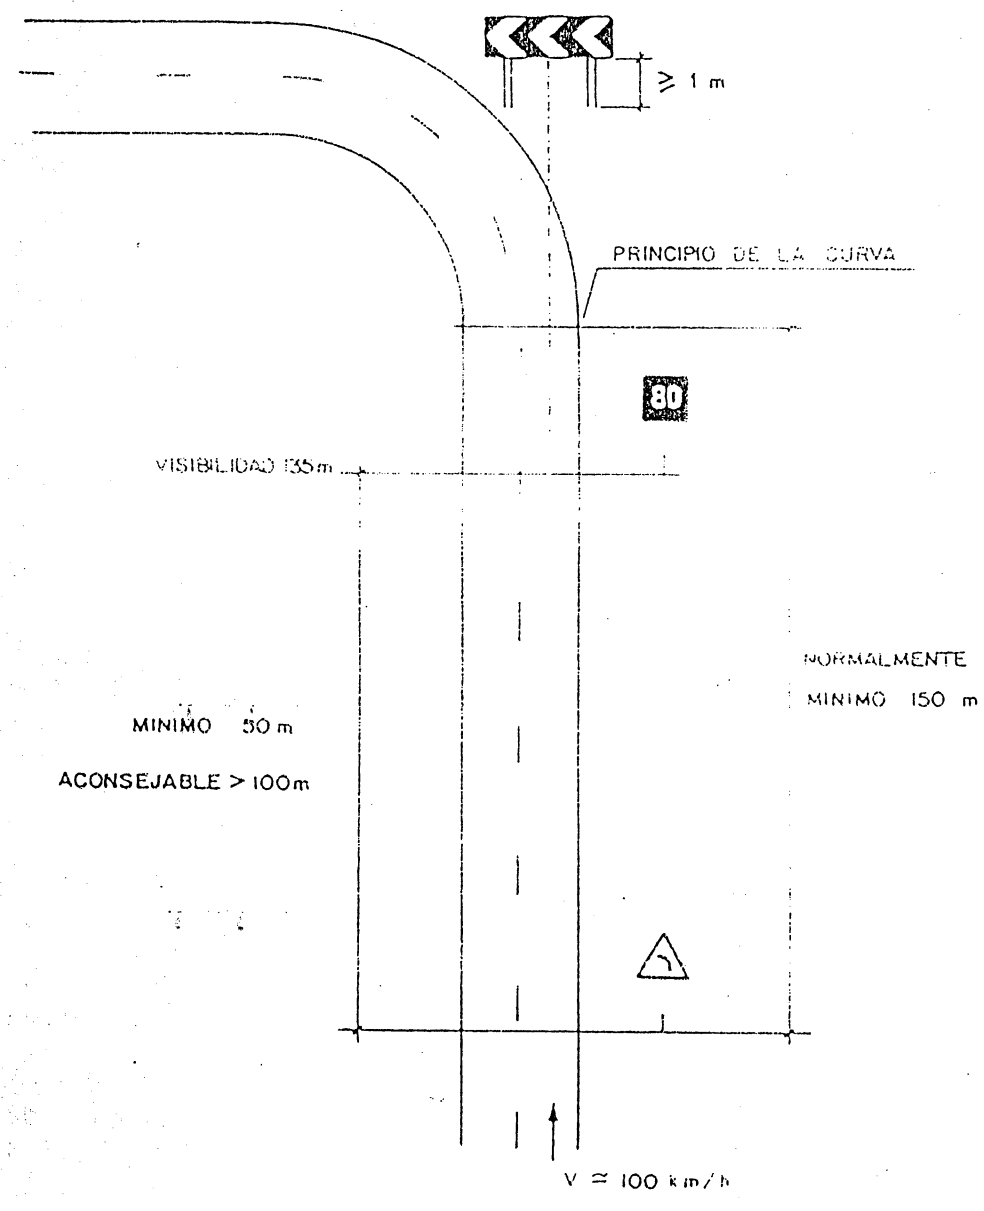 ≥ 1 m
PRINCIPIO DE LA CURVA
80
VISIBILIDAD 135 m
NORMALMENTE
MINIMO 150 m
MINIMO 50 m
ACONSEJABLE > 100 m
V ≃ 100 km/h